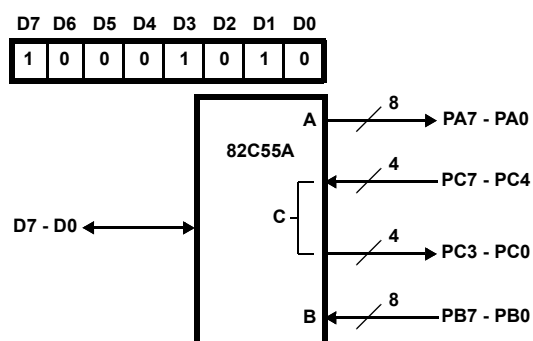 D7 D6 D5 D4 D3 D2 D1 D0
1 0 0 0 1 0 1 0
A 8 PA7 - PA0
82C55A
4 PC7 - PC4
C
D7 - D0
4 PC3 - PC0
B 8 PB7 - PB0